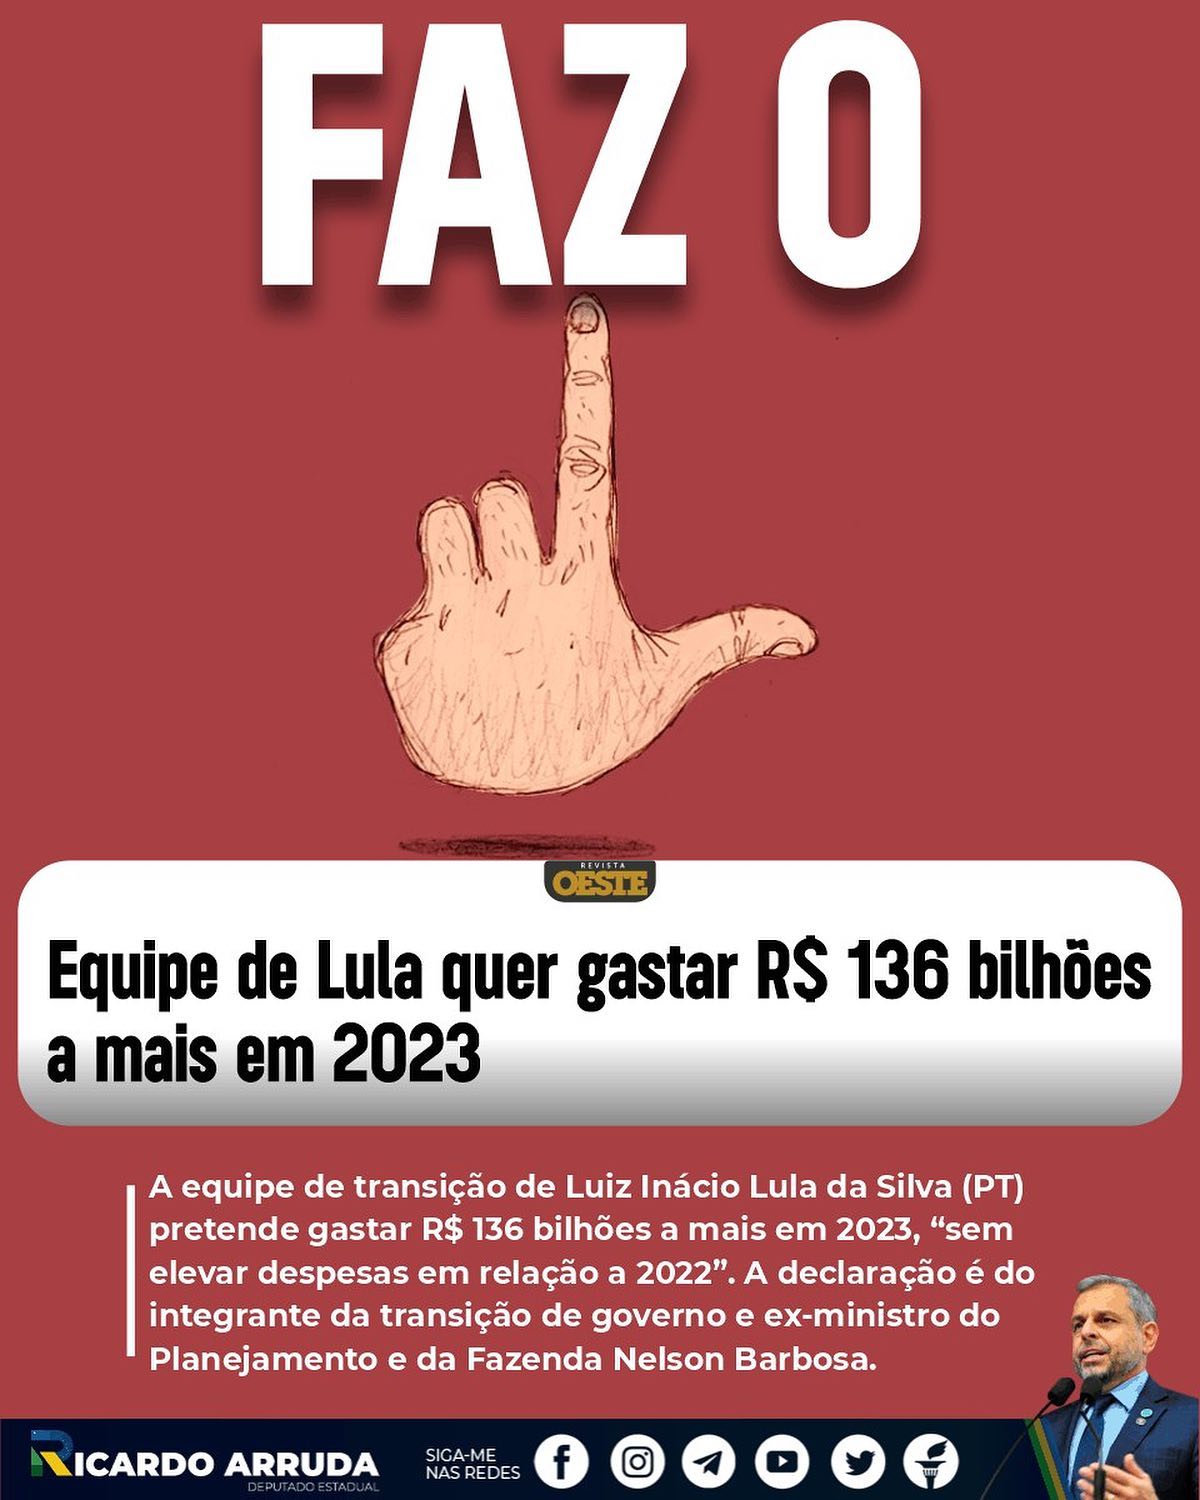 FAZ O
REVISTA
OESTE
Equipe de Lula quer gastar R$ 136 bilhões
a mais em 2023
A equipe de transição de Luiz Inácio Lula da Silva (PT)
pretende gastar R$ 136 bilhões a mais em 2023, “sem
elevar despesas em relação a 2022”. A declaração é do
integrante da transição de governo e ex-ministro do
Planejamento e da Fazenda Nelson Barbosa.
RICARDO ARRUDA
DEPUTADO ESTADUAL
SIGA-ME
NAS REDES